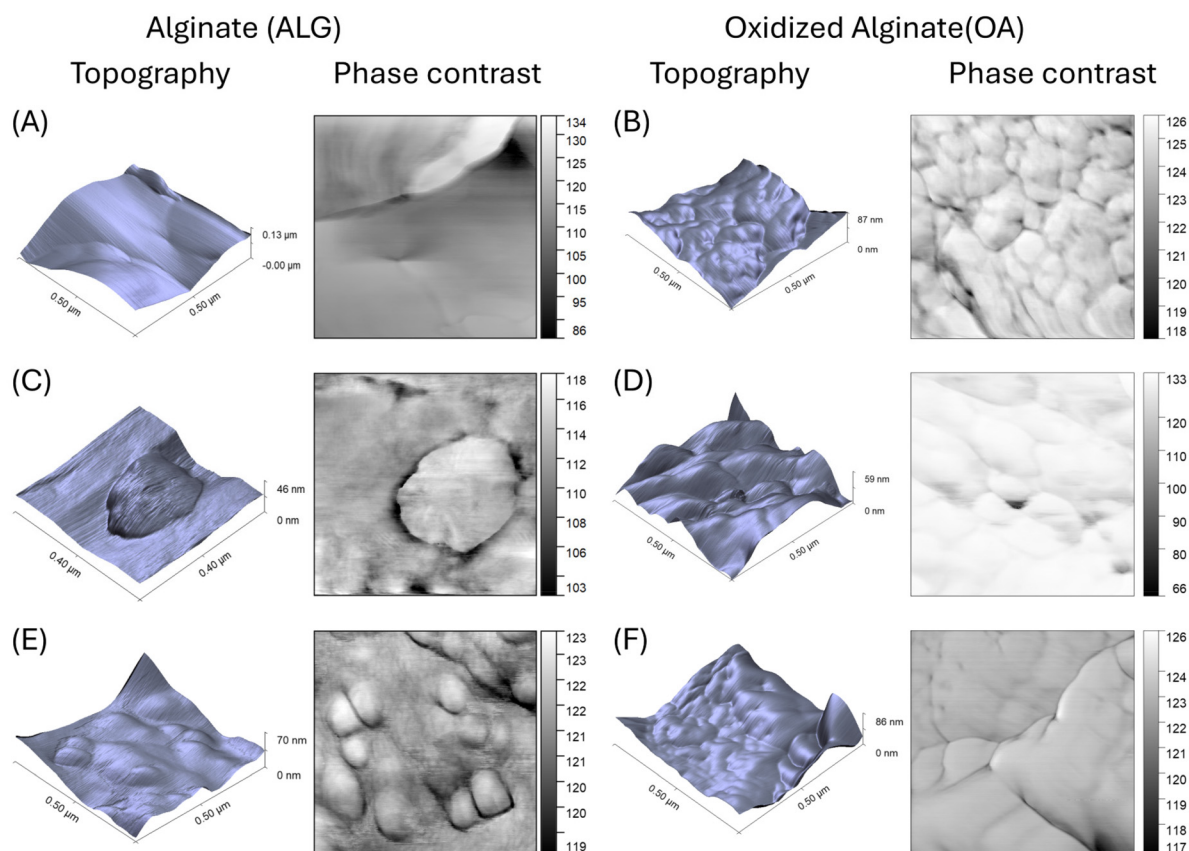 Alginate (ALG)
Oxidized Alginate(OA)
Topography
Phase contrast
Topography
Phase contrast
(A)
0.13 µm
-0.00 µm
0.50 µm
0.50 µm
134
130
125
120
115
110
105
100
95
86
(B)
87 nm
0 nm
0.50 µm
0.50 µm
126
125
124
123
122
121
120
119
118
(C)
46 nm
0 nm
0.40 µm
0.40 µm
118
116
114
112
110
108
106
103
(D)
59 nm
0 nm
0.50 µm
0.50 µm
133
120
110
100
90
80
66
(E)
70 nm
0 nm
0.50 µm
0.50 µm
123
123
122
122
121
121
120
120
119
(F)
86 nm
0 nm
0.50 µm
0.50 µm
126
124
123
122
121
120
119
118
117